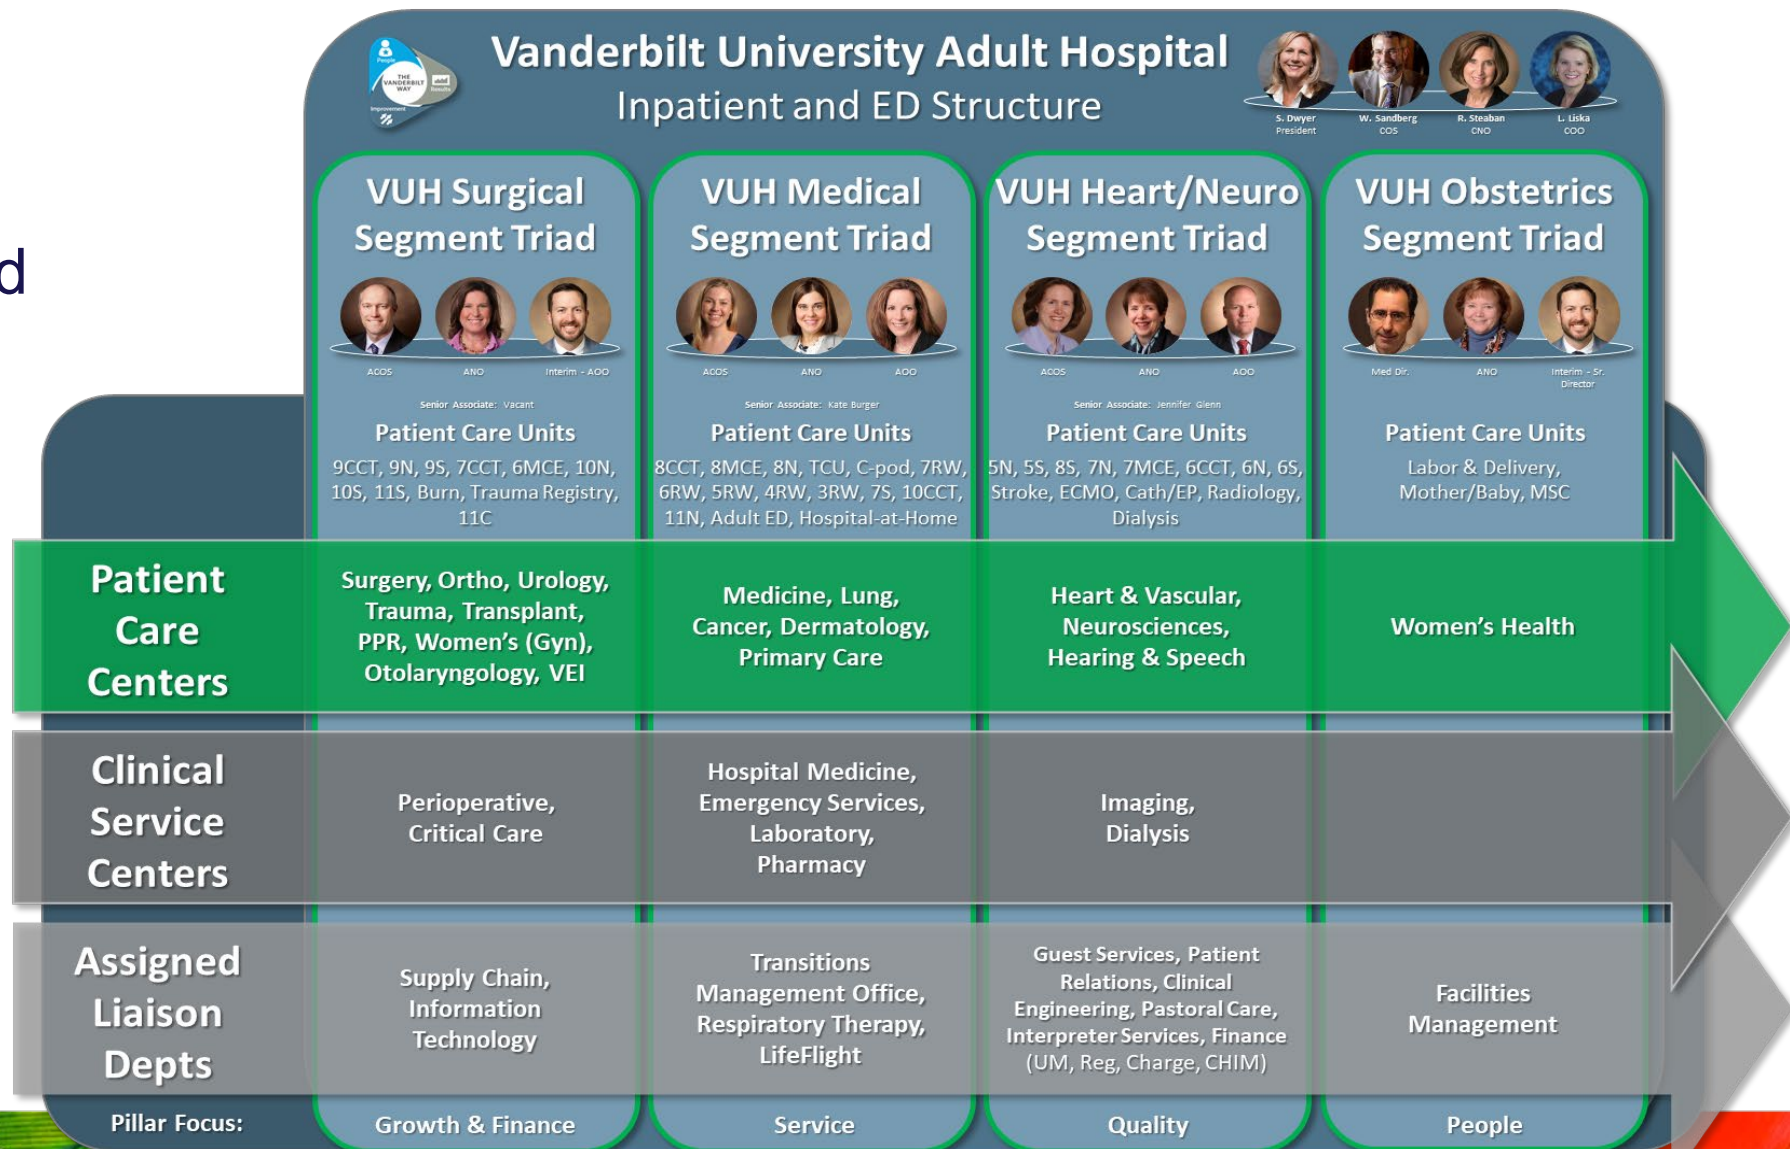 d
Vanderbilt University Adult Hospital
Inpatient and ED Structure
People
THE
VANDERBILT
WAY
Results
Improvement
S. Dwyer
President
W. Sandberg
COS
R. Steaban
CNO
L. Liska
COO
VUH Surgical
Segment Triad
ACOS
ANO
Interim - AOO
Senior Associate: Vacant
Patient Care Units
9CCT, 9N, 9S, 7CCT, 6MCE, 10N,
10S, 11S, Burn, Trauma Registry,
11C
VUH Medical
Segment Triad
ACOS
ANO
AOO
Senior Associate: Kate Burger
Patient Care Units
8CCT, 8MCE, 8N, TCU, C-pod, 7RW,
6RW, 5RW, 4RW, 3RW, 7S, 10CCT,
11N, Adult ED, Hospital-at-Home
VUH Heart/Neuro
Segment Triad
ACOS
ANO
AOO
Senior Associate: Jennifer Glenn
Patient Care Units
5N, 5S, 8S, 7N, 7MCE, 6CCT, 6N, 6S,
Stroke, ECMO, Cath/EP, Radiology,
Dialysis
VUH Obstetrics
Segment Triad
Med Dir.
ANO
Interim - Sr.
Director
Patient Care Units
Labor & Delivery,
Mother/Baby, MSC
Patient
Care
Centers
Surgery, Ortho, Urology,
Trauma, Transplant,
PPR, Women's (Gyn),
Otolaryngology, VEI
Medicine, Lung,
Cancer, Dermatology,
Primary Care
Heart & Vascular,
Neurosciences,
Hearing & Speech
Women's Health
Clinical
Service
Centers
Perioperative,
Critical Care
Hospital Medicine,
Emergency Services,
Laboratory,
Pharmacy
Imaging,
Dialysis
Assigned
Liaison
Depts
Supply Chain,
Information
Technology
Transitions
Management Office,
Respiratory Therapy,
LifeFlight
Guest Services, Patient
Relations, Clinical
Engineering, Pastoral Care,
Interpreter Services, Finance
(UM, Reg, Charge, CHIM)
Facilities
Management
Pillar Focus:
Growth & Finance
Service
Quality
People